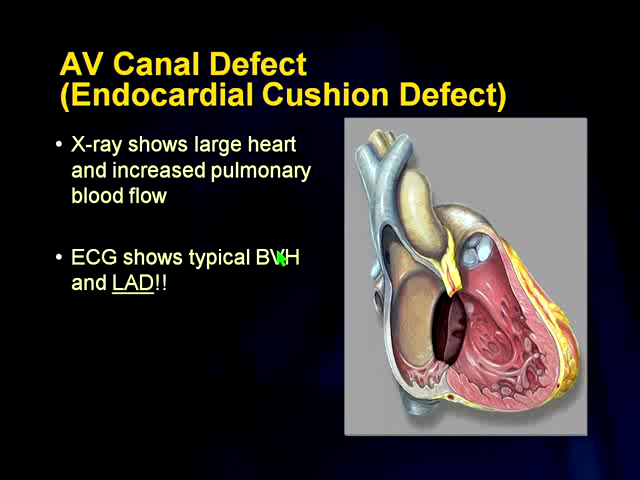 AV Canal Defect
(Endocardial Cushion Defect)
• X-ray shows large heart
and increased pulmonary
blood flow
• ECG shows typical BVH
and LAD!!